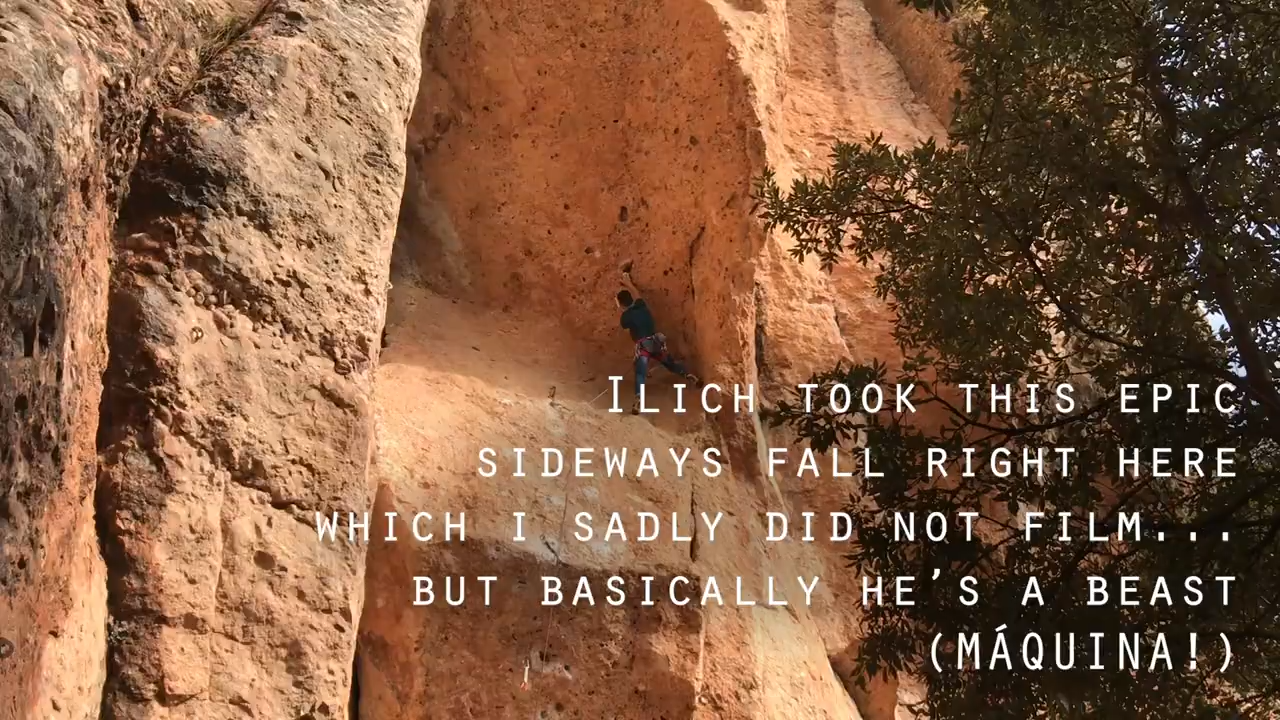 Ilich took this epic
sideways fall right here
which I sadly did not film...
but basically he's a beast
(máquina!)